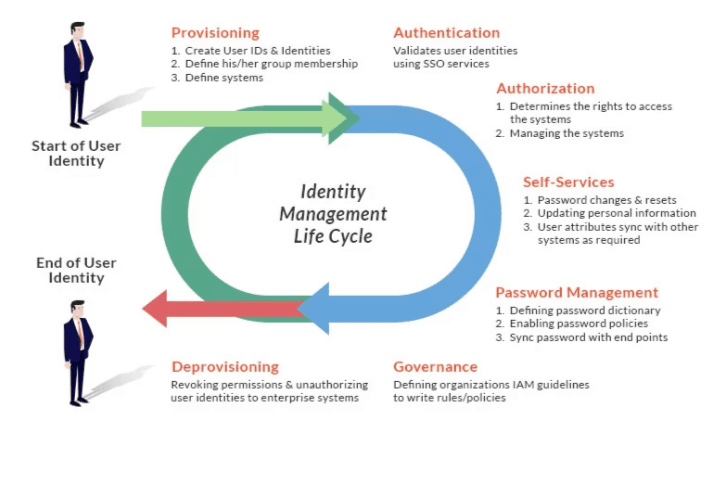 Provisioning
1. Create User IDs & Identities
2. Define his/her group membership
3. Define systems
Authentication
Validates user identities
using SSO services
Authorization
1. Determines the rights to access
the systems
2. Managing the systems
Start of User
Identity
Self-Services
1. Password changes & resets
2. Updating personal information
3. User attributes sync with other
systems as required
Identity
Management
Life Cycle
End of User
Identity
Password Management
1. Defining password dictionary
2. Enabling password policies
3. Sync password with end points
Deprovisioning
Revoking permissions & unauthorizing
user identities to enterprise systems
Governance
Defining organizations IAM guidelines
to write rules/policies